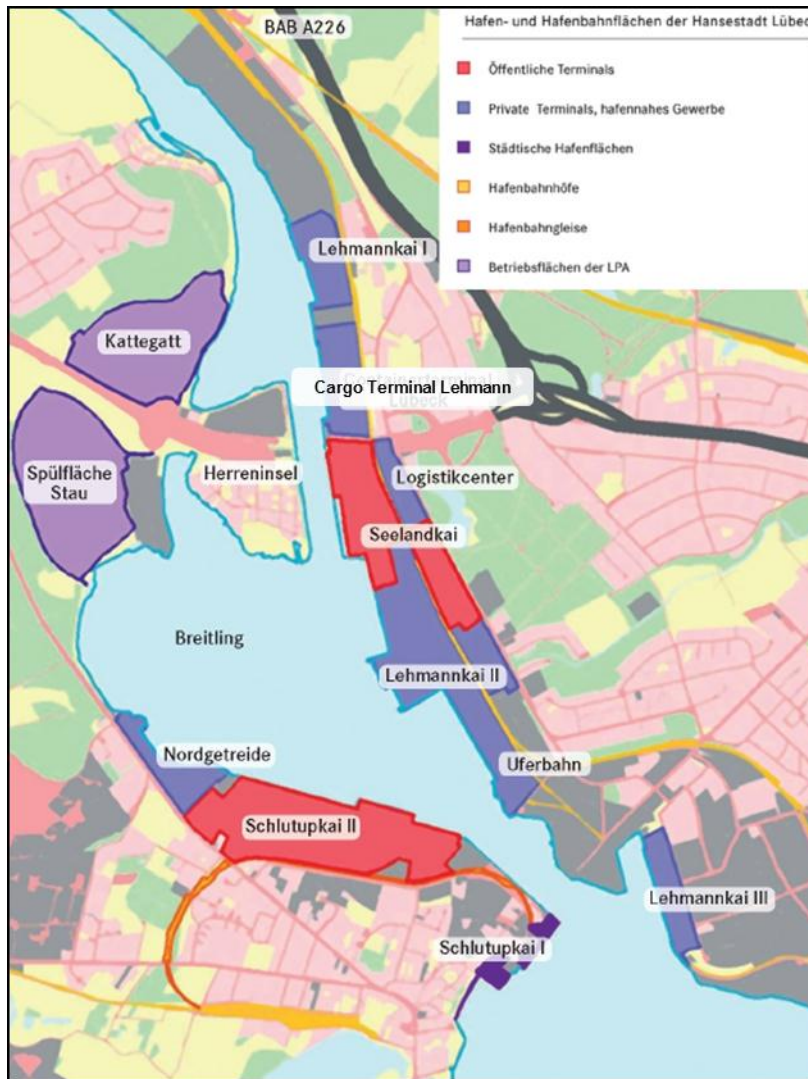 BAB A226
Hafen- und Hafenbahnflächen der Hansestadt Lübeck
Öffentliche Terminals
Private Terminals, hafennahes Gewerbe
Städtische Hafenflächen
Hafenbahnhöfe
Hafenbahngleise
Betriebsflächen der LPA
Lehmannkai I
Kattegatt
Containerterminal
Cargo Terminal Lehmann
Lübeck
Spülfläche
Stau
Herreninsel
Logistikcenter
Seelandkai
Breitling
Lehmannkai II
Nordgetreide
Uferbahn
Schlutupkai II
Lehmannkai III
Schlutupkai I